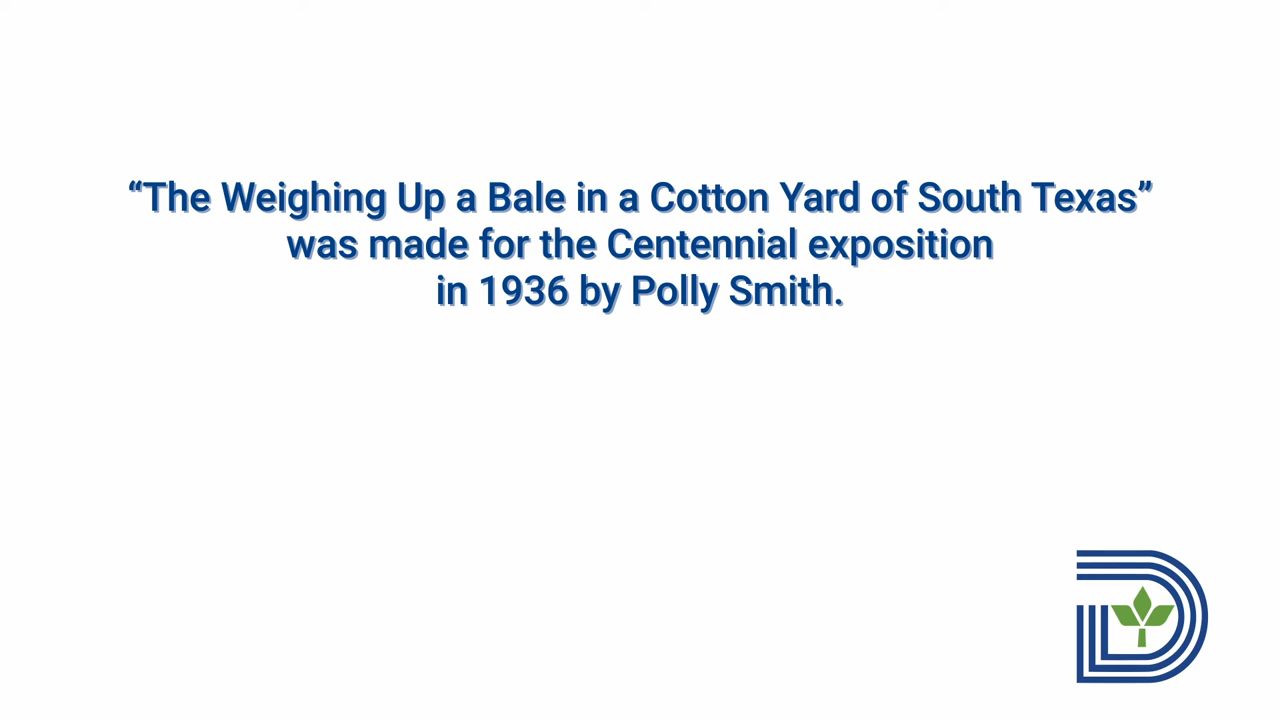 “The Weighing Up a Bale in a Cotton Yard of South Texas”
was made for the Centennial exposition
in 1936 by Polly Smith.